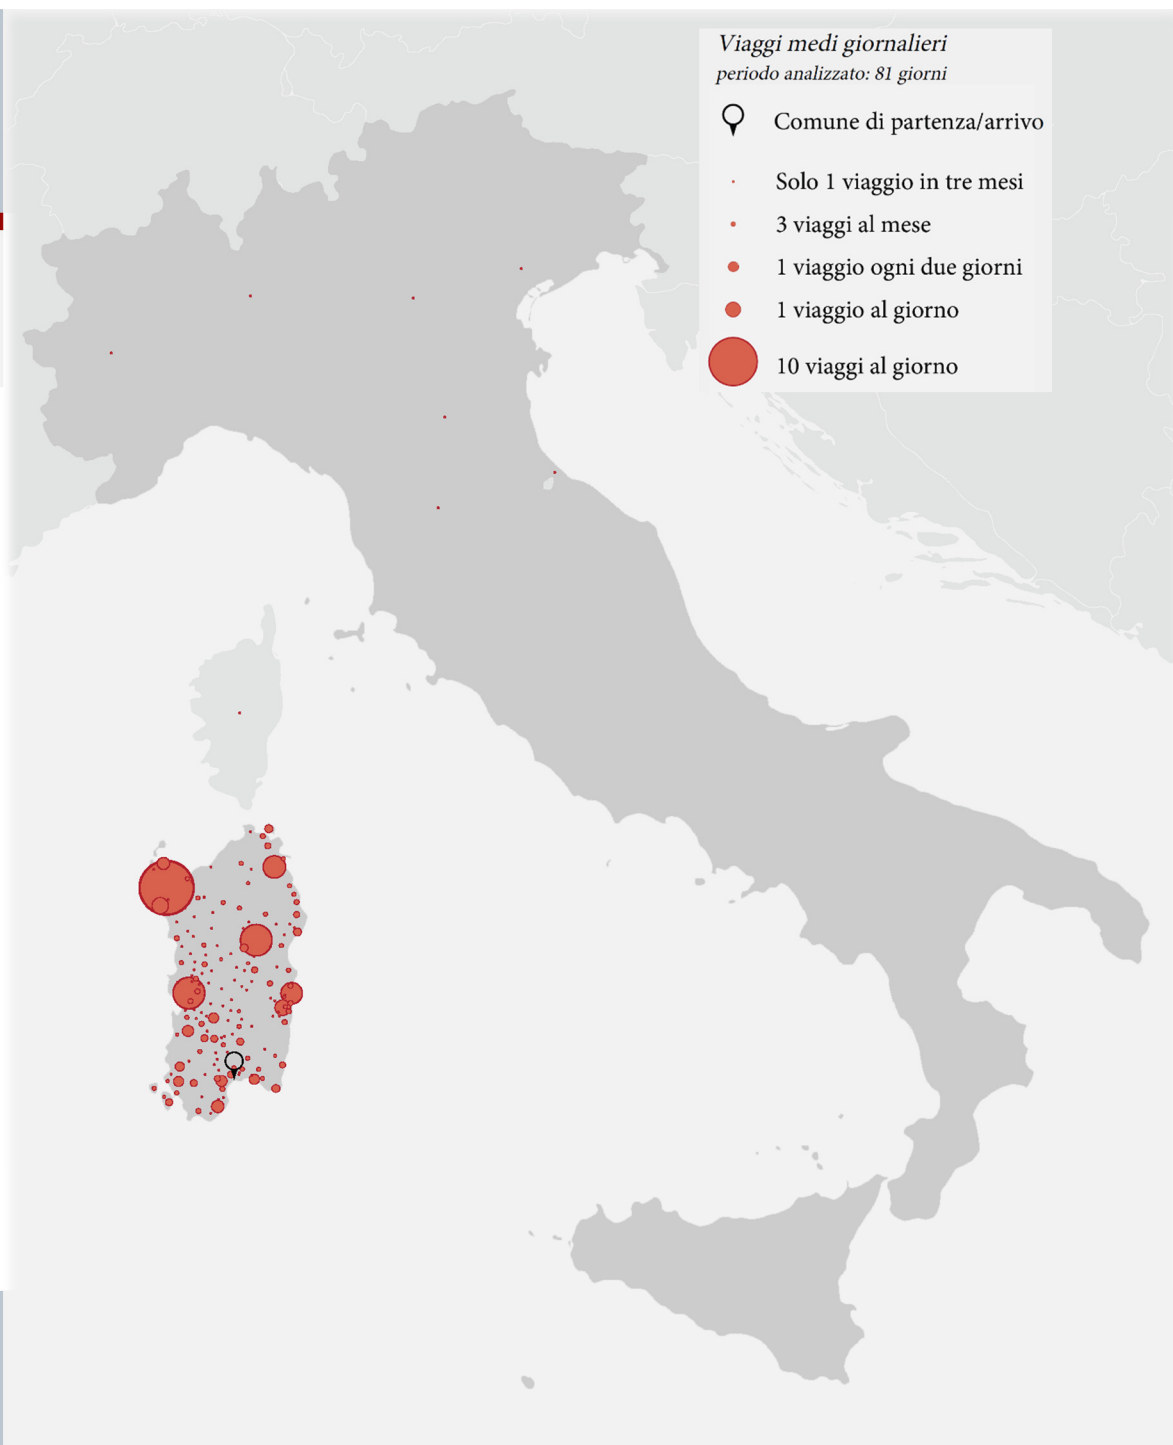 Viaggi medi giornalieri
periodo analizzato: 81 giorni
Comune di partenza/arrivo
Solo 1 viaggio in tre mesi
3 viaggi al mese
1 viaggio ogni due giorni
1 viaggio al giorno
10 viaggi al giorno